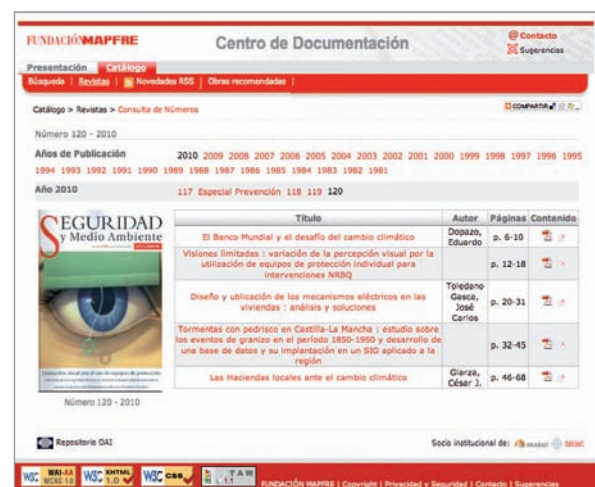 FUNDACIÓN MAPFRE
Centro de Documentación
@ Contacto
Sugerencias
Presentación Catálogo
Búsqueda | Revistas | Novedades RSS | Obras recomendadas |
Catálogo > Revistas > Consulta de Números
COMPARTIR
Número 120 - 2010
Años de Publicación
2010 2009 2008 2007 2006 2005 2004 2003 2002 2001 2000 1999 1998 1997 1996 1995
1994 1993 1992 1991 1990 1989 1988 1987 1986 1985 1984 1983 1982 1981
Año 2010
117 Especial Prevención 118 119 120
SEGURIDAD
y Medio Ambiente
Número 120 - 2010
Título Autor Páginas Contenido
El Banco Mundial y el desafío del cambio climático
Dopazo,
Eduardo
p. 6-10
Visiones limitadas : variación de la percepción visual por la
utilización de equipos de protección individual para
intervenciones NRBQ
p. 12-18
Diseño y ublicación de los mecanismos eléctricos en las
viviendas : análisis y soluciones
Toledano
Gasca,
José
Carlos
p. 20-31
Tormentas con pedrisco en Castilla-La Mancha : estudio sobre
los eventos de granizo en el período 1850-1950 y desarrollo de
una base de datos y su implantación en un SIG aplicado a la
región
p. 32-45
Las Haciendas locales ante el cambio climático
Giarza,
César J.
p. 46-68
Repositorio OAI
Socio institucional de:
ANABAD
SEDIC
W3C WAI-AA
WCAG 1.0
W3C XHTML
1.0
W3C css
TAW
1.1
FUNDACIÓN MAPFRE | Copyright | Privacidad y Seguridad | Contacto | Sugerencias